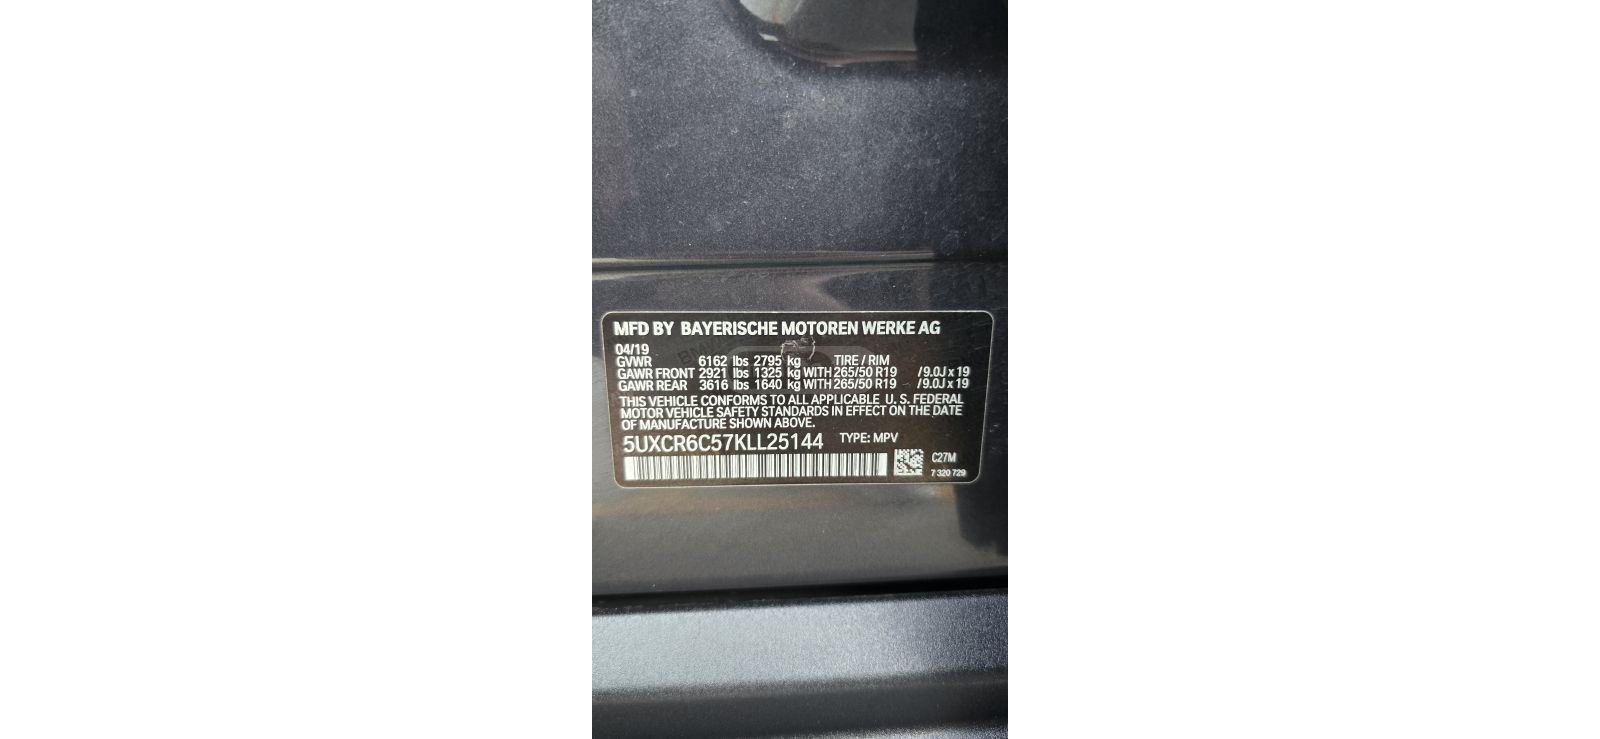 MFD BY BAYERISCHE MOTOREN WERKE AG
04/19
GVWR 6162 lbs 2795 kg TIRE / RIM
GAWR FRONT 2921 lbs 1325 kg WITH 265/50 R19 /9.0J x 19
GAWR REAR 3616 lbs 1640 kg WITH 265/50 R19 /9.0J x 19
THIS VEHICLE CONFORMS TO ALL APPLICABLE U. S. FEDERAL
MOTOR VEHICLE SAFETY STANDARDS IN EFFECT ON THE DATE
OF MANUFACTURE SHOWN ABOVE.
5UXCR6C57KLL25144 TYPE: MPV
C27M
7 320 729